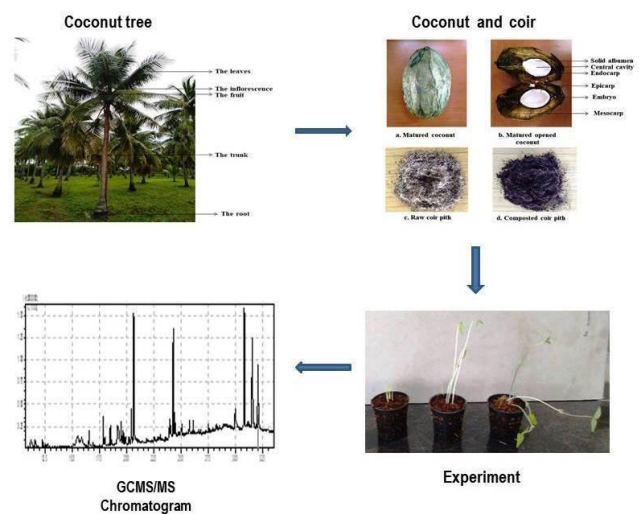 Coconut tree
The leaves
The inflorescence
The fruit
The trunk
The root
Coconut and coir
Solid albumen
Central cavity
Endocarp
Epicarp
Embryo
Mesocarp
a. Matured coconut
b. Matured opened
coconut
c. Raw coir pith
d. Composted coir pith
Experiment
GCMS/MS
Chromatogram